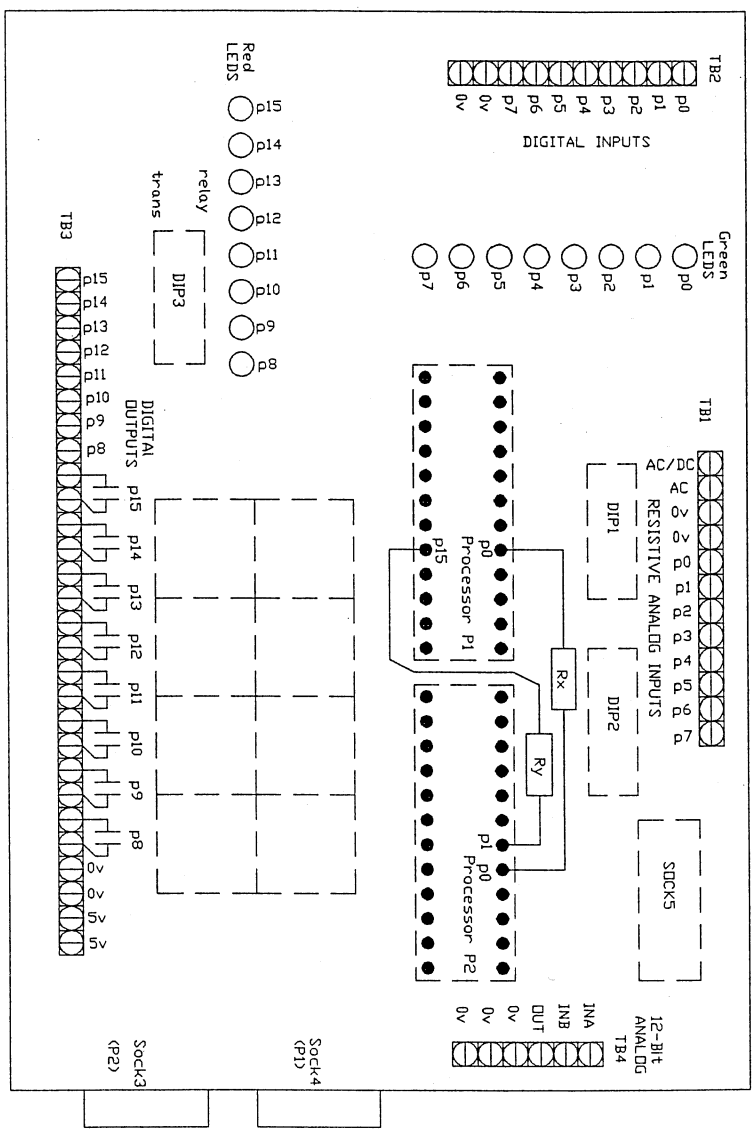 TB2
p0
p1
p2
p3
p4
p5
p6
p7
0v
0v
DIGITAL INPUTS
Red
LEDS
p15
p14
p13
p12
p11
p10
p9
p8
Green
LEDS
p0
p1
p2
p3
p4
p5
p6
p7
relay
trans
DIP3
TB1
AC/DC
AC
0v
0v
p0
p1
p2
p3
p4
p5
p6
p7
RESISTIVE ANALOG INPUTS
DIP1
DIP2
SOCK5
TB3
p15
p14
p13
p12
p11
p10
p9
p8
DIGITAL
OUTPUTS
p15
p14
p13
p12
p11
p10
p9
p8
0v
0v
5v
5v
p0
Processor P1
p15
Rx
Ry
p1
p0
Processor P2
12-Bit
ANALOG
TB4
INA
INB
OUT
0v
0v
0v
Sock4
(P1)
Sock3
(P2)